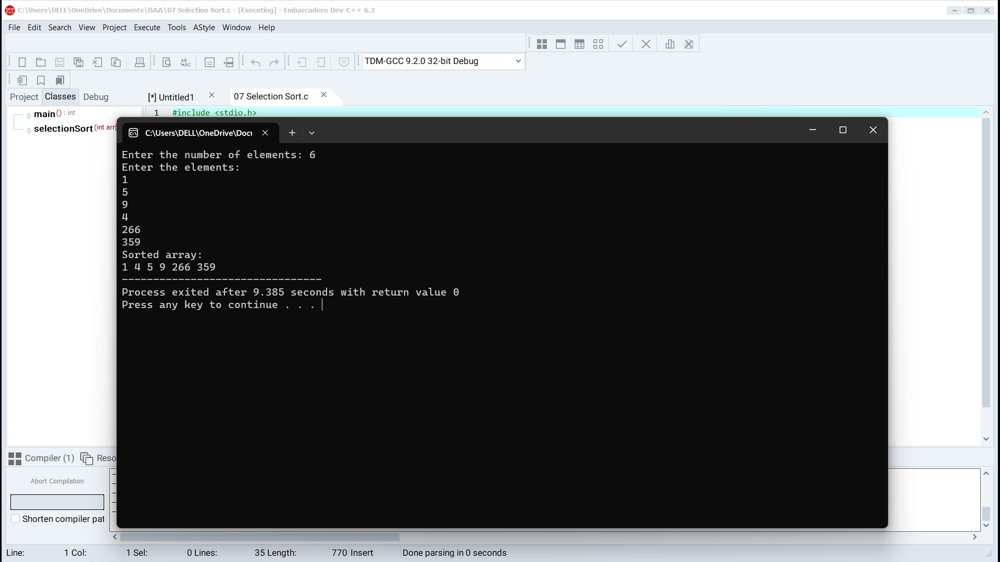 C:\Users\DELL\OneDrive\Documents\DAA\07 Selection Sort.c - [Executing] - Embarcadero Dev-C++ 6.3
File Edit Search View Project Execute Tools AStyle Window Help
TDM-GCC 9.2.0 32-bit Debug
Project Classes Debug
[*] Untitled1
07 Selection Sort.c
main() : int
selectionSort (int arr[
1 #include <stdio.h>
C:\Users\DELL\OneDrive\Docu
Enter the number of elements: 6
Enter the elements:
1
5
9
4
266
359
Sorted array:
1 4 5 9 266 359
--------------------------------
Process exited after 9.385 seconds with return value 0
Press any key to continue . . .
Compiler (1) Reso
Abort Compilation
Shorten compiler pat
Line: 1 Col: 1 Sel: 0 Lines: 35 Length: 770 Insert Done parsing in 0 seconds